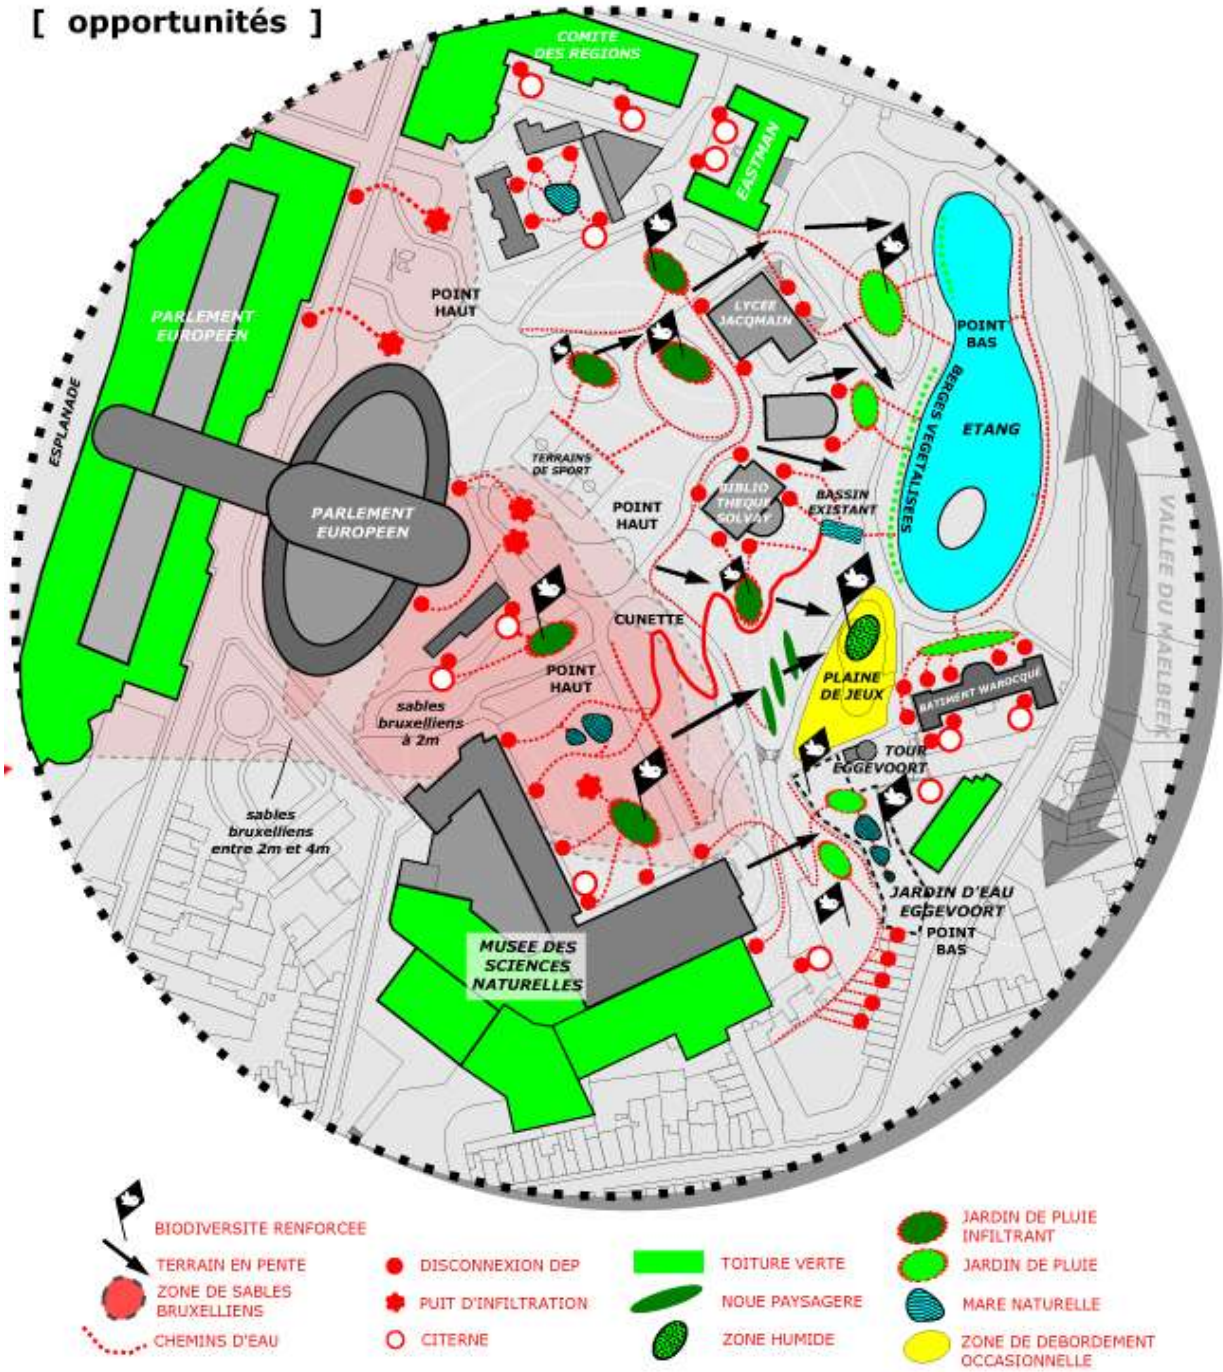 [ opportunités ]
COMITE
DES REGIONS
EASTMAN
PARLEMENT
EUROPEEN
POINT
HAUT
LYCEE
JACQMAIN
POINT
BAS
ESPLANADE
BERGES VEGETALISEES
ETANG
TERRAINS
DE SPORT
PARLEMENT
EUROPEEN
POINT
HAUT
BIBLIO
THEQUE
SOLVAY
BASSIN
EXISTANT
VALLEE DU MAELBEEK
CUNETTE
POINT
HAUT
PLAINE
DE JEUX
BATIMENT WAROCQUE
sables
bruxelliens
à 2m
TOUR
EGGEVOORT
sables
bruxelliens
entre 2m et 4m
JARDIN D'EAU
EGGEVOORT
POINT
BAS
MUSEE DES
SCIENCES
NATURELLES
BIODIVERSITE RENFORCEE
TERRAIN EN PENTE
ZONE DE SABLES
BRUXELLIENS
CHEMINS D'EAU
DISCONNEXION DEP
PUIT D'INFILTRATION
CITERNE
TOITURE VERTE
NOUE PAYSAGERE
ZONE HUMIDE
JARDIN DE PLUIE
INFILTRANT
JARDIN DE PLUIE
MARE NATURELLE
ZONE DE DEBORDEMENT
OCCASIONNELLE